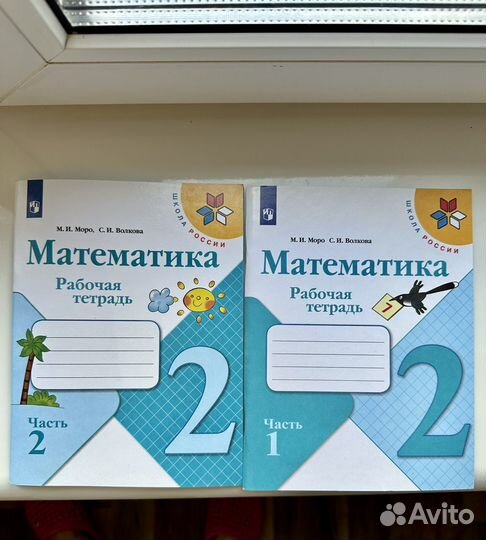 ШКОЛА РОССИИ
М. И. Моро, С. И. Волкова
Математика
Рабочая
тетрадь
2
Часть
2
ШКОЛА РОССИИ
М. И. Моро С. И. Волкова
Математика
Рабочая
тетрадь
7
2
Часть
1
Avito